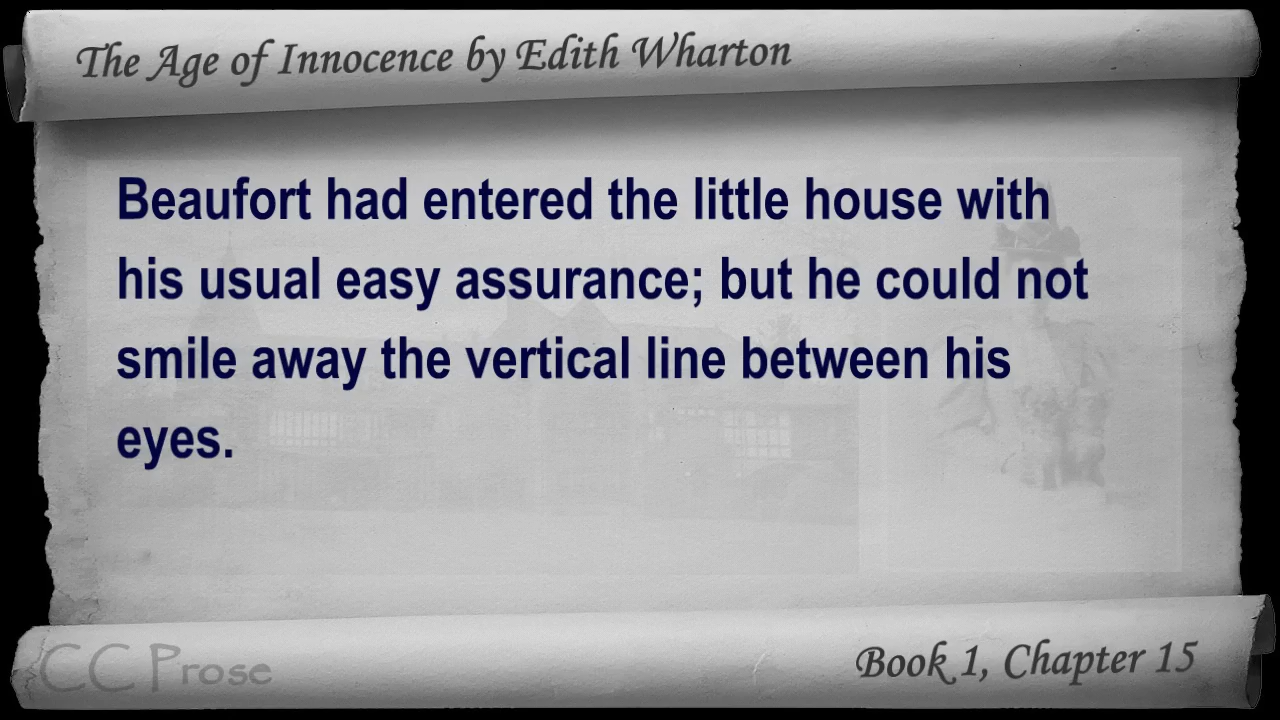 The Age of Innocence by Edith Wharton
Beaufort had entered the little house with
his usual easy assurance; but he could not
smile away the vertical line between his
eyes.
CC Prose
Book 1, Chapter 15